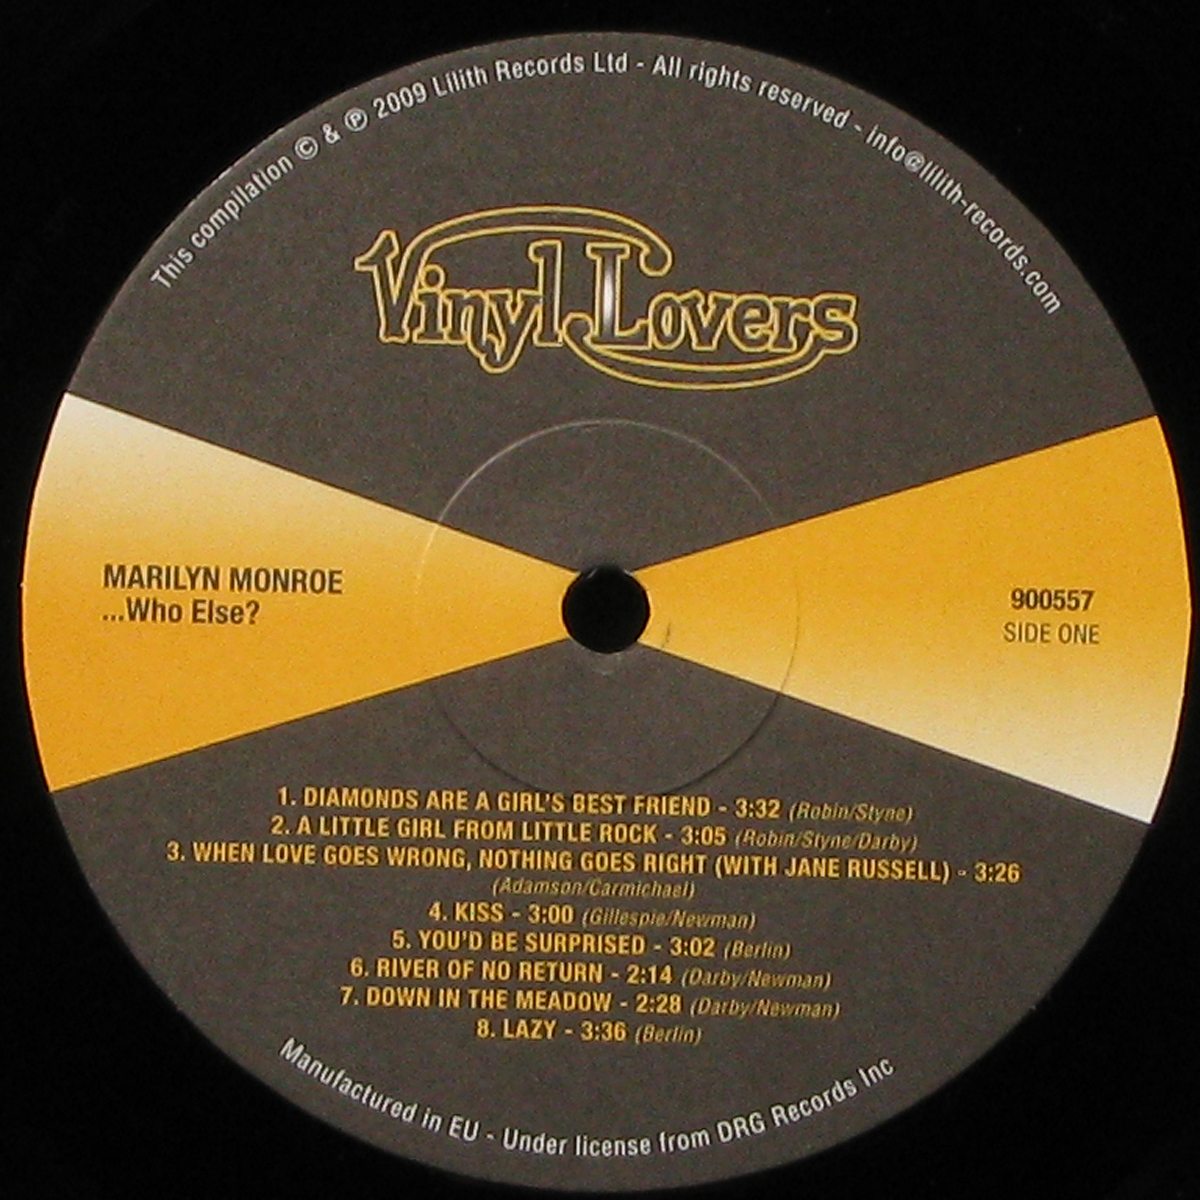 This compilation © & ℗ 2009 Lilith Records Ltd - All rights reserved - info@lilith-records.com
Vinyl Lovers
MARILYN MONROE
...Who Else?
900557
SIDE ONE
1. DIAMONDS ARE A GIRL'S BEST FRIEND - 3:32 (Robin/Styne)
2. A LITTLE GIRL FROM LITTLE ROCK - 3:05 (Robin/Styne/Darby)
3. WHEN LOVE GOES WRONG, NOTHING GOES RIGHT (WITH JANE RUSSELL) - 3:26
(Adamson/Carmichael)
4. KISS - 3:00 (Gillespie/Newman)
5. YOU'D BE SURPRISED - 3:02 (Berlin)
6. RIVER OF NO RETURN - 2:14 (Darby/Newman)
7. DOWN IN THE MEADOW - 2:28 (Darby/Newman)
8. LAZY - 3:36 (Berlin)
Manufactured in EU - Under license from DRG Records Inc